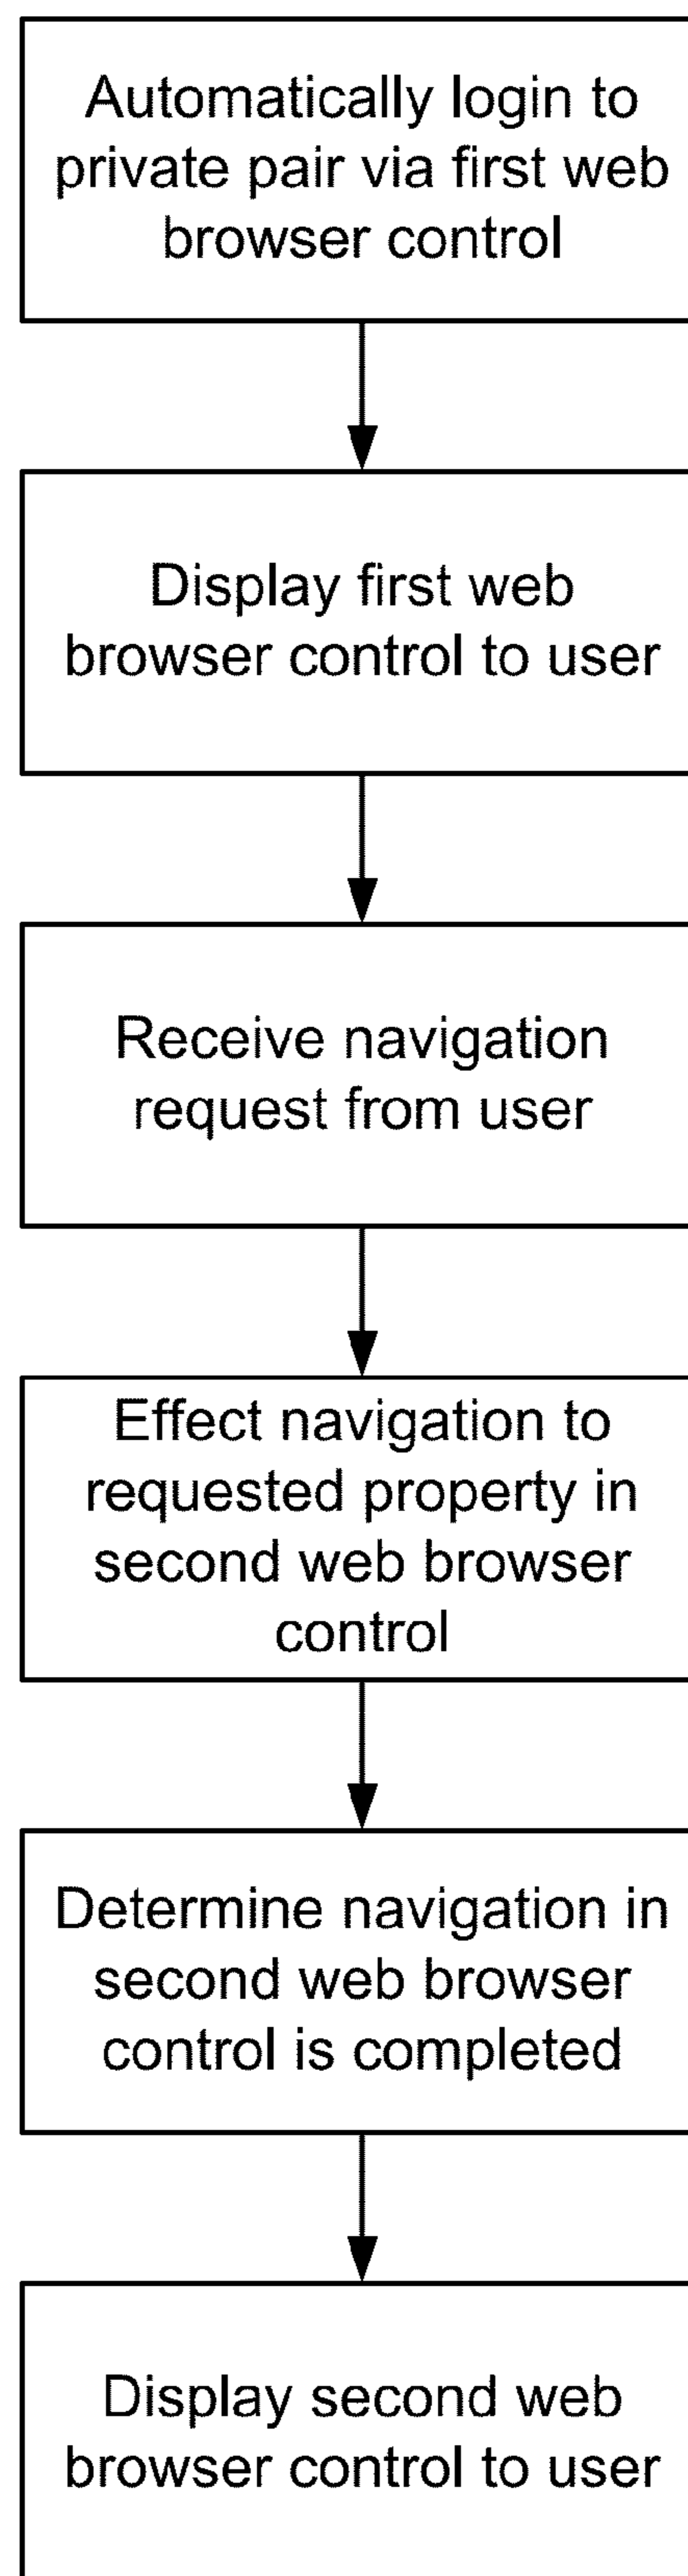 Automatically login to
private pair via first web
browser control
Display first web
browser control to user
Receive navigation
request from user
Effect navigation to
requested property in
second web browser
control
Determine navigation in
second web browser
control is completed
Display second web
browser control to user